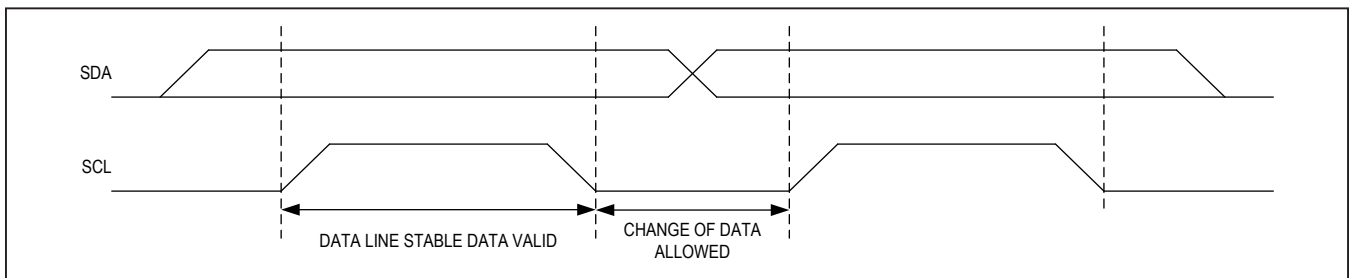 SDA
SCL
DATA LINE STABLE DATA VALID
CHANGE OF DATA
ALLOWED